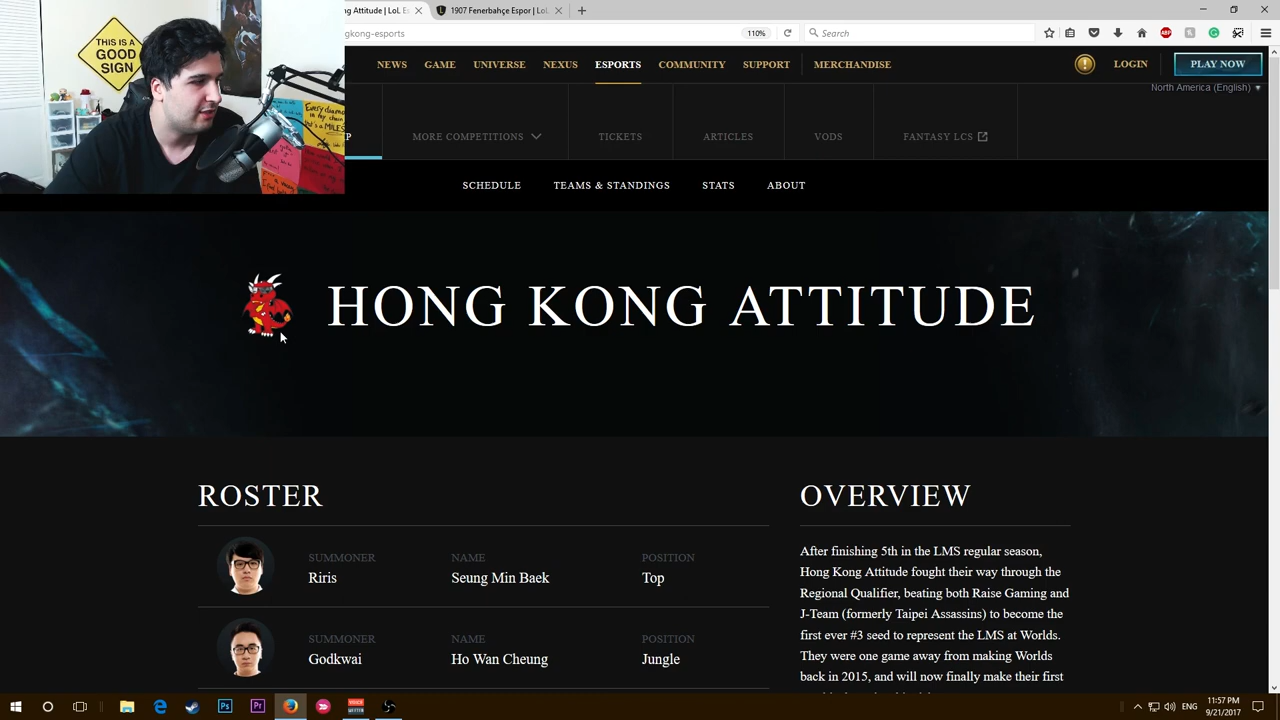 THIS IS A
GOOD
SIGN
ng Attitude | LoL E
1907 Fenerbahçe Espor | LoL
gkong-esports
110%
Search
ABP
NEWS
GAME
UNIVERSE
NEXUS
ESPORTS
COMMUNITY
SUPPORT
MERCHANDISE
LOGIN
PLAY NOW
North America (English)
P
MORE COMPETITIONS
TICKETS
ARTICLES
VODS
FANTASY LCS
SCHEDULE
TEAMS & STANDINGS
STATS
ABOUT
HONG KONG ATTITUDE
ROSTER
SUMMONER NAME POSITION
Riris Seung Min Baek Top
SUMMONER NAME POSITION
Godkwai Ho Wan Cheung Jungle
OVERVIEW
After finishing 5th in the LMS regular season,
Hong Kong Attitude fought their way through the
Regional Qualifier, beating both Raise Gaming and
J-Team (formerly Taipei Assassins) to become the
first ever #3 seed to represent the LMS at Worlds.
They were one game away from making Worlds
back in 2015, and will now finally make their first
Ps
Pr
ENG
11:57 PM
9/21/2017